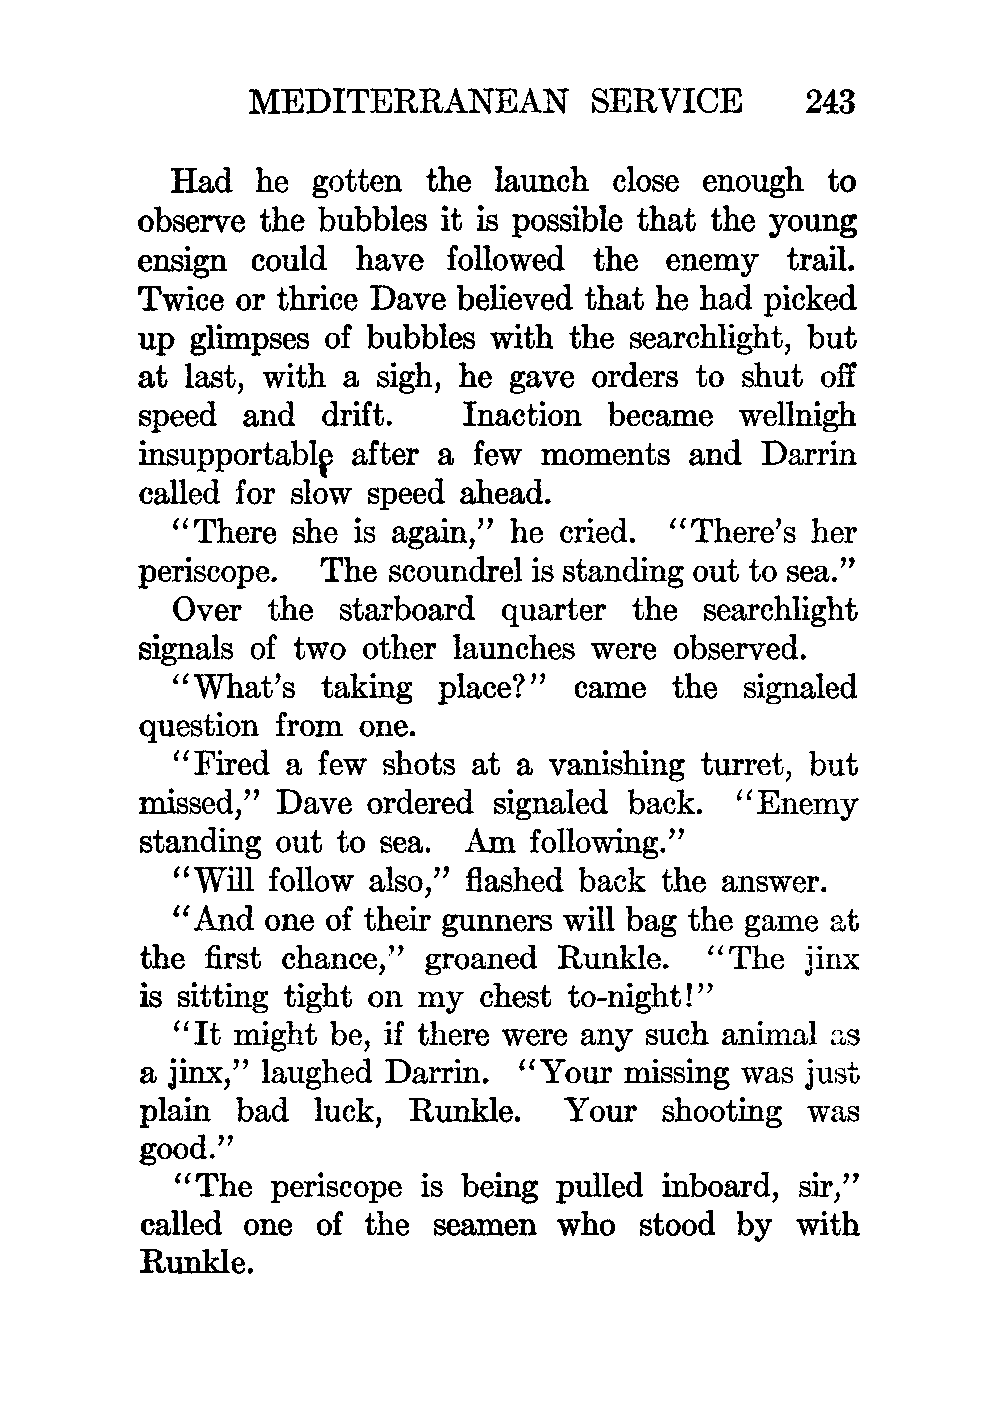 MEDITERRANEAN SERVICE 243
Had he gotten the launch close enough to
observe the bubbles it is possible that the young
ensign could have followed the enemy trail.
Twice or thrice Dave believed that he had picked
up glimpses of bubbles with the searchlight, but
at last, with a sigh, he gave orders to shut off
speed and drift. Inaction became wellnigh
insupportable after a few moments and Darrin
called for slow speed ahead.
“There she is again,” he cried. “There’s her
periscope. The scoundrel is standing out to sea.”
Over the starboard quarter the searchlight
signals of two other launches were observed.
“What’s taking place?” came the signaled
question from one.
“Fired a few shots at a vanishing turret, but
missed,” Dave ordered signaled back. “Enemy
standing out to sea. Am following.”
“Will follow also,” flashed back the answer.
“And one of their gunners will bag the game at
the first chance,” groaned Runkle. “The jinx
is sitting tight on my chest to-night!”
“It might be, if there were any such animal as
a jinx,” laughed Darrin. “Your missing was just
plain bad luck, Runkle. Your shooting was
good.”
“The periscope is being pulled inboard, sir,”
called one of the seamen who stood by with
Runkle.